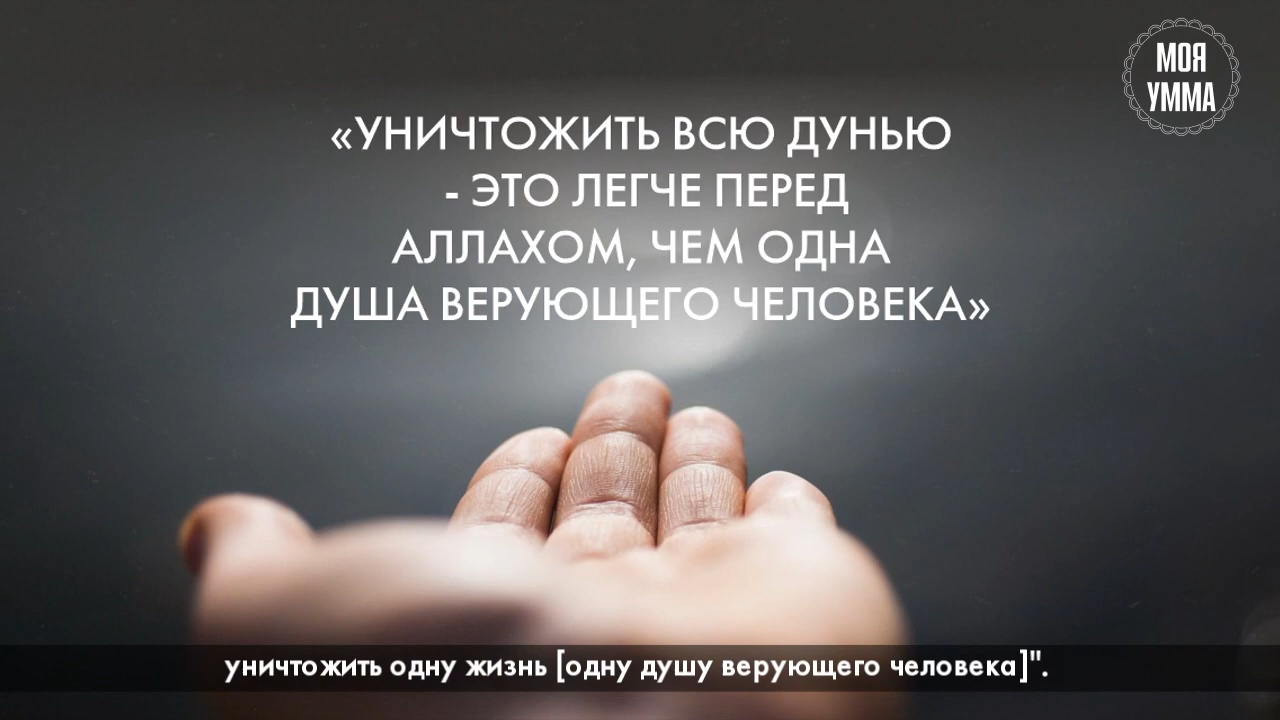 МОЯ
УММА
«УНИЧТОЖИТЬ ВСЮ ДУНЬЮ
- ЭТО ЛЕГЧЕ ПЕРЕД
АЛЛАХОМ, ЧЕМ ОДНА
ДУША ВЕРУЮЩЕГО ЧЕЛОВЕКА»
уничтожить одну жизнь [одну душу верующего человека]".